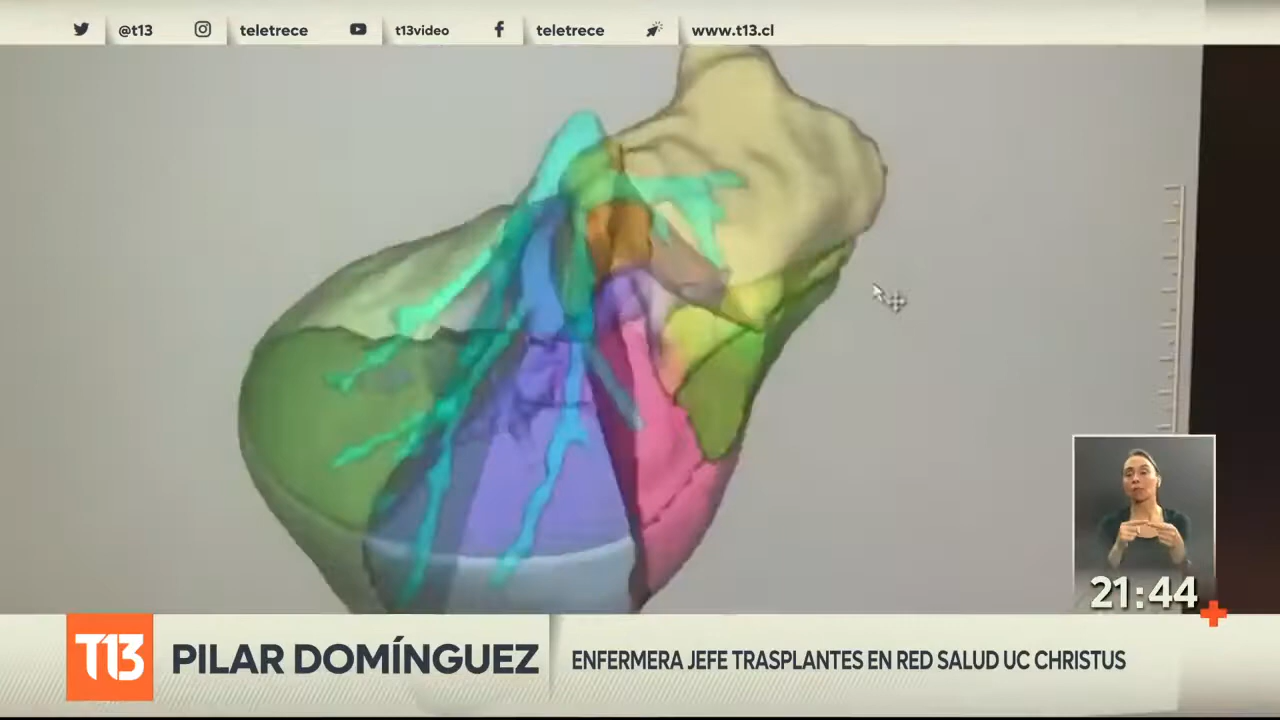 @t13
teletrece
t13video
teletrece
www.t13.cl
21:44
T13
PILAR DOMÍNGUEZ
ENFERMERA JEFE TRASPLANTES EN RED SALUD UC CHRISTUS